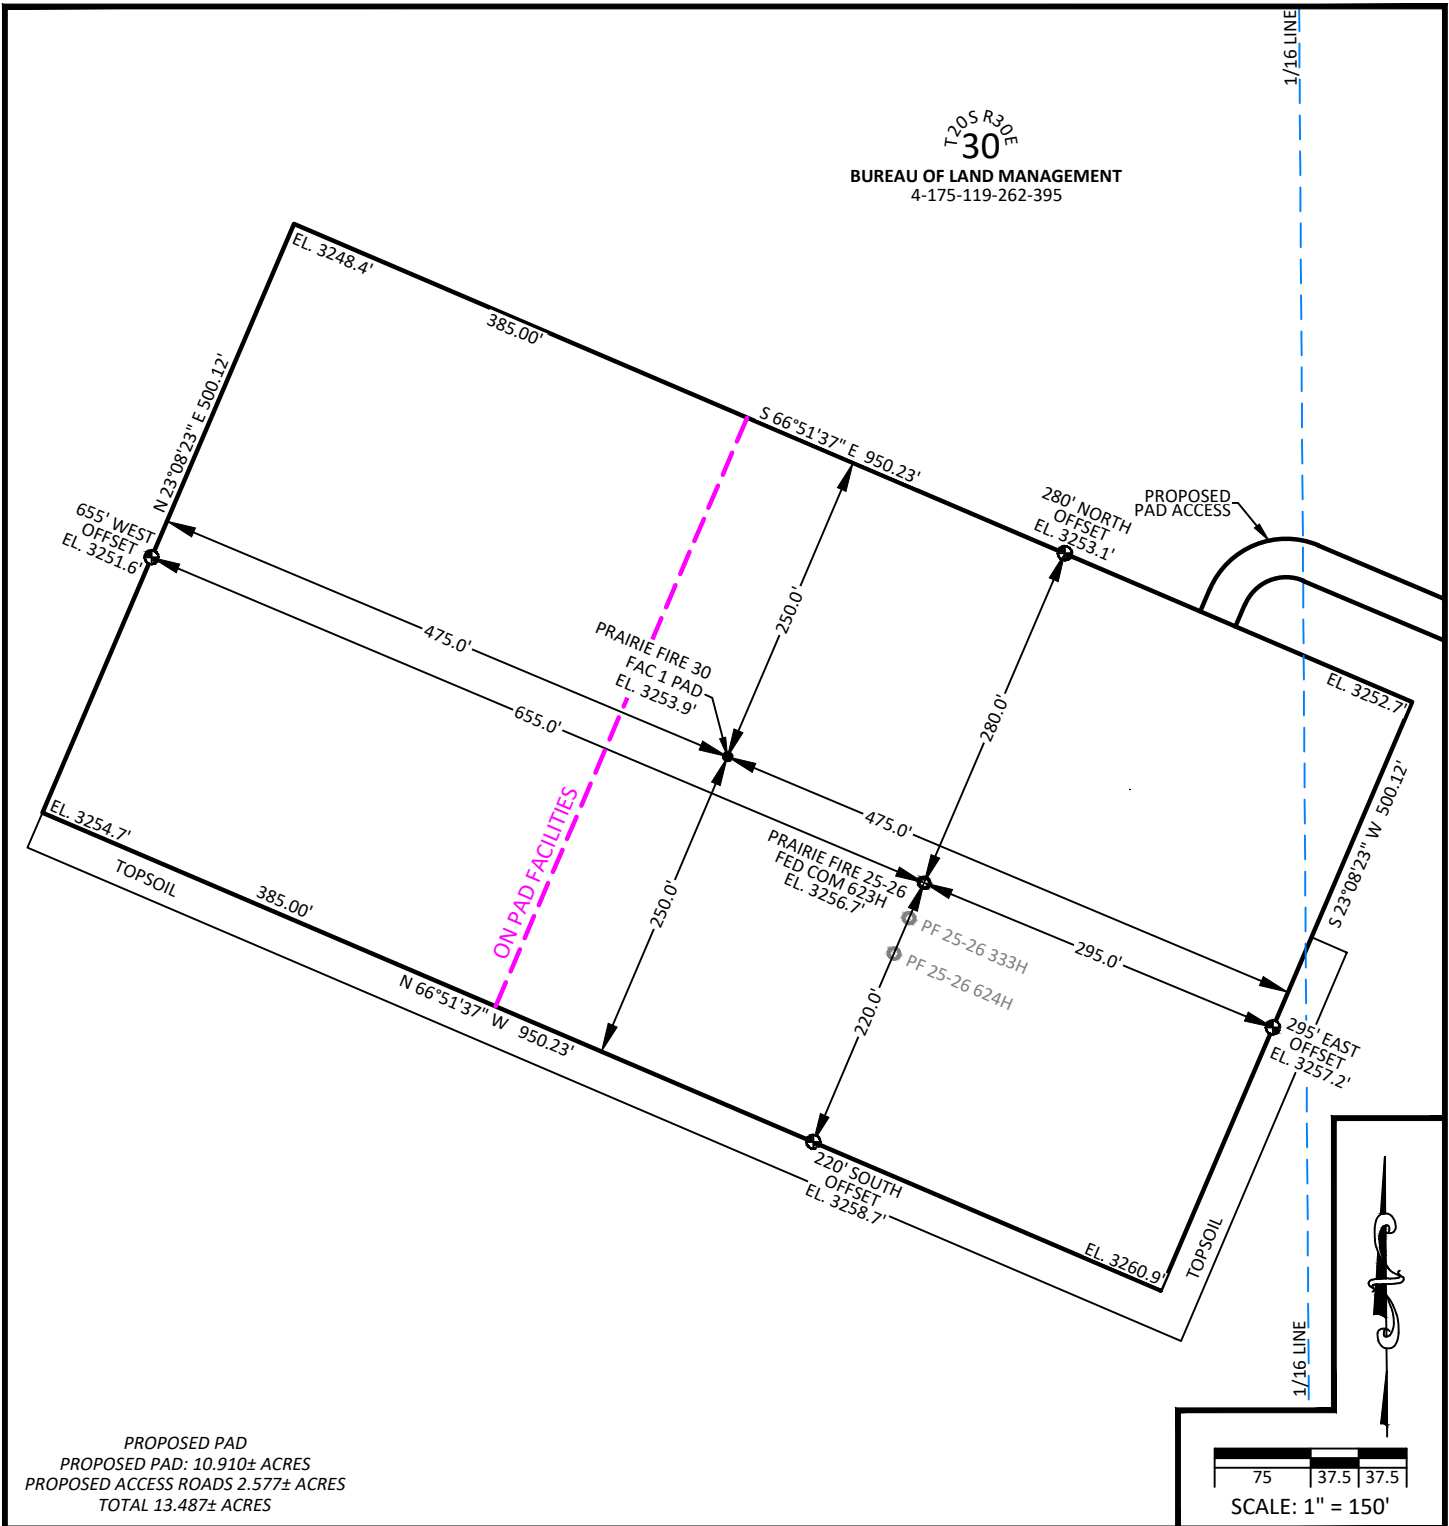 1/16 LINE
T20S R30E
30
BUREAU OF LAND MANAGEMENT
4-175-119-262-395
EL. 3248.4'
385.00'
N 23°08'23" E 500.12'
S 66°51'37" E 950.23'
280' NORTH
OFFSET
EL. 3253.1'
PROPOSED
PAD ACCESS
655' WEST
OFFSET
EL. 3251.6'
250.0'
475.0'
PRAIRIE FIRE 30
FAC 1 PAD
EL. 3253.9'
655.0'
280.0'
EL. 3252.7'
EL. 3254.7'
TOPSOIL
385.00'
ON PAD FACILITIES
250.0'
475.0'
PRAIRIE FIRE 25-26
FED COM 623H
EL. 3256.7'
S 23°08'23" W 500.12'
PF 25-26 333H
PF 25-26 624H
295.0'
220.0'
N 66°51'37" W 950.23'
295' EAST
OFFSET
EL. 3257.2'
220' SOUTH
OFFSET
EL. 3258.7'
EL. 3260.9'
TOPSOIL
1/16 LINE
PROPOSED PAD
PROPOSED PAD: 10.910± ACRES
PROPOSED ACCESS ROADS 2.577± ACRES
TOTAL 13.487± ACRES
75 37.5 37.5
SCALE: 1" = 150'